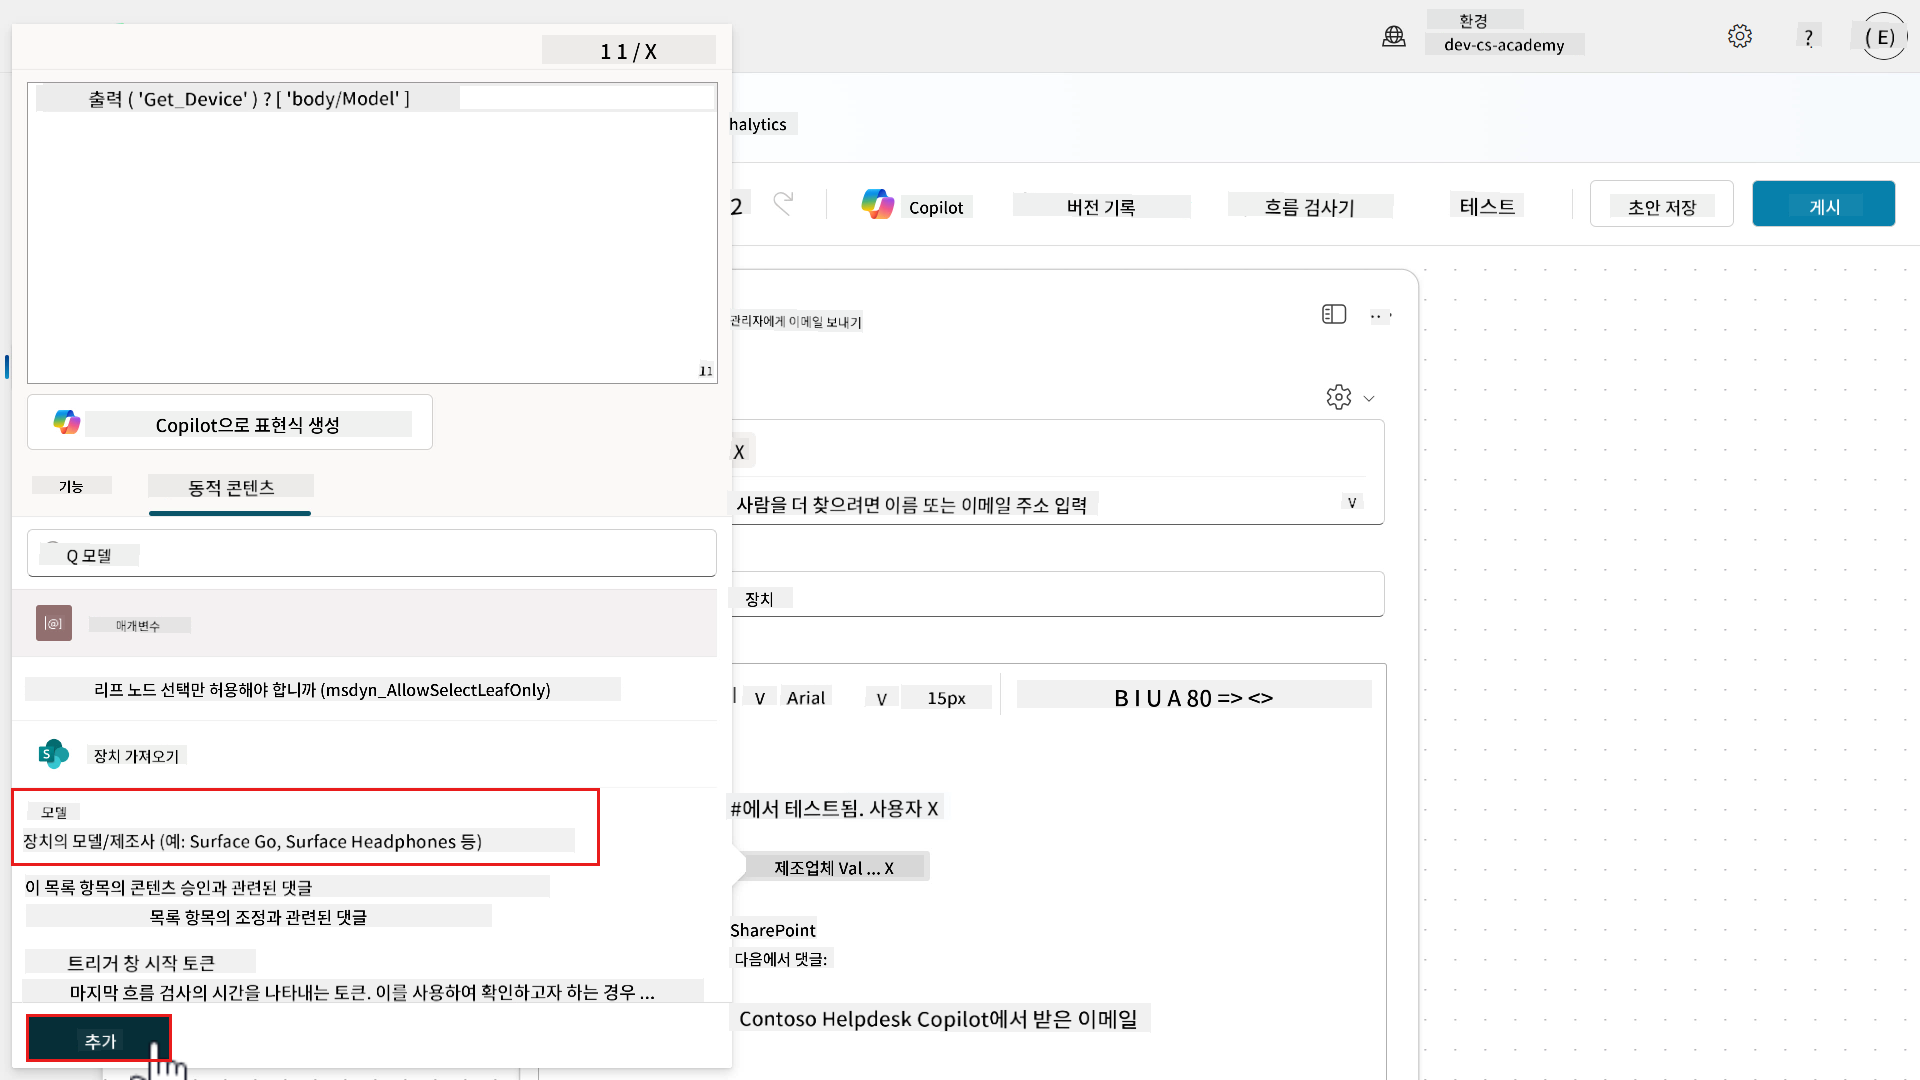 환경
dev-cs-academy
?
( E)
1 1 / X
출력 ( 'Get_Device' ) ? [ 'body/Model' ]
11
halytics
2
Copilot
버전 기록
흐름 검사기
테스트
초안 저장
게시
관리자에게 이메일 보내기
Copilot으로 표현식 생성
X
기능
동적 콘텐츠
사람을 더 찾으려면 이름 또는 이메일 주소 입력
V
Q 모델
장치
매개변수
리프 노드 선택만 허용해야 합니까 (msdyn_AllowSelectLeafOnly)
V
Arial
V
15px
B I U A 80 => <>
장치 가져오기
모델
장치의 모델/제조사 (예: Surface Go, Surface Headphones 등)
#에서 테스트됨. 사용자 X
제조업체 Val ... X
이 목록 항목의 콘텐츠 승인과 관련된 댓글
목록 항목의 조정과 관련된 댓글
SharePoint
다음에서 댓글:
트리거 창 시작 토큰
마지막 흐름 검사의 시간을 나타내는 토큰. 이를 사용하여 확인하고자 하는 경우 ...
Contoso Helpdesk Copilot에서 받은 이메일
추가